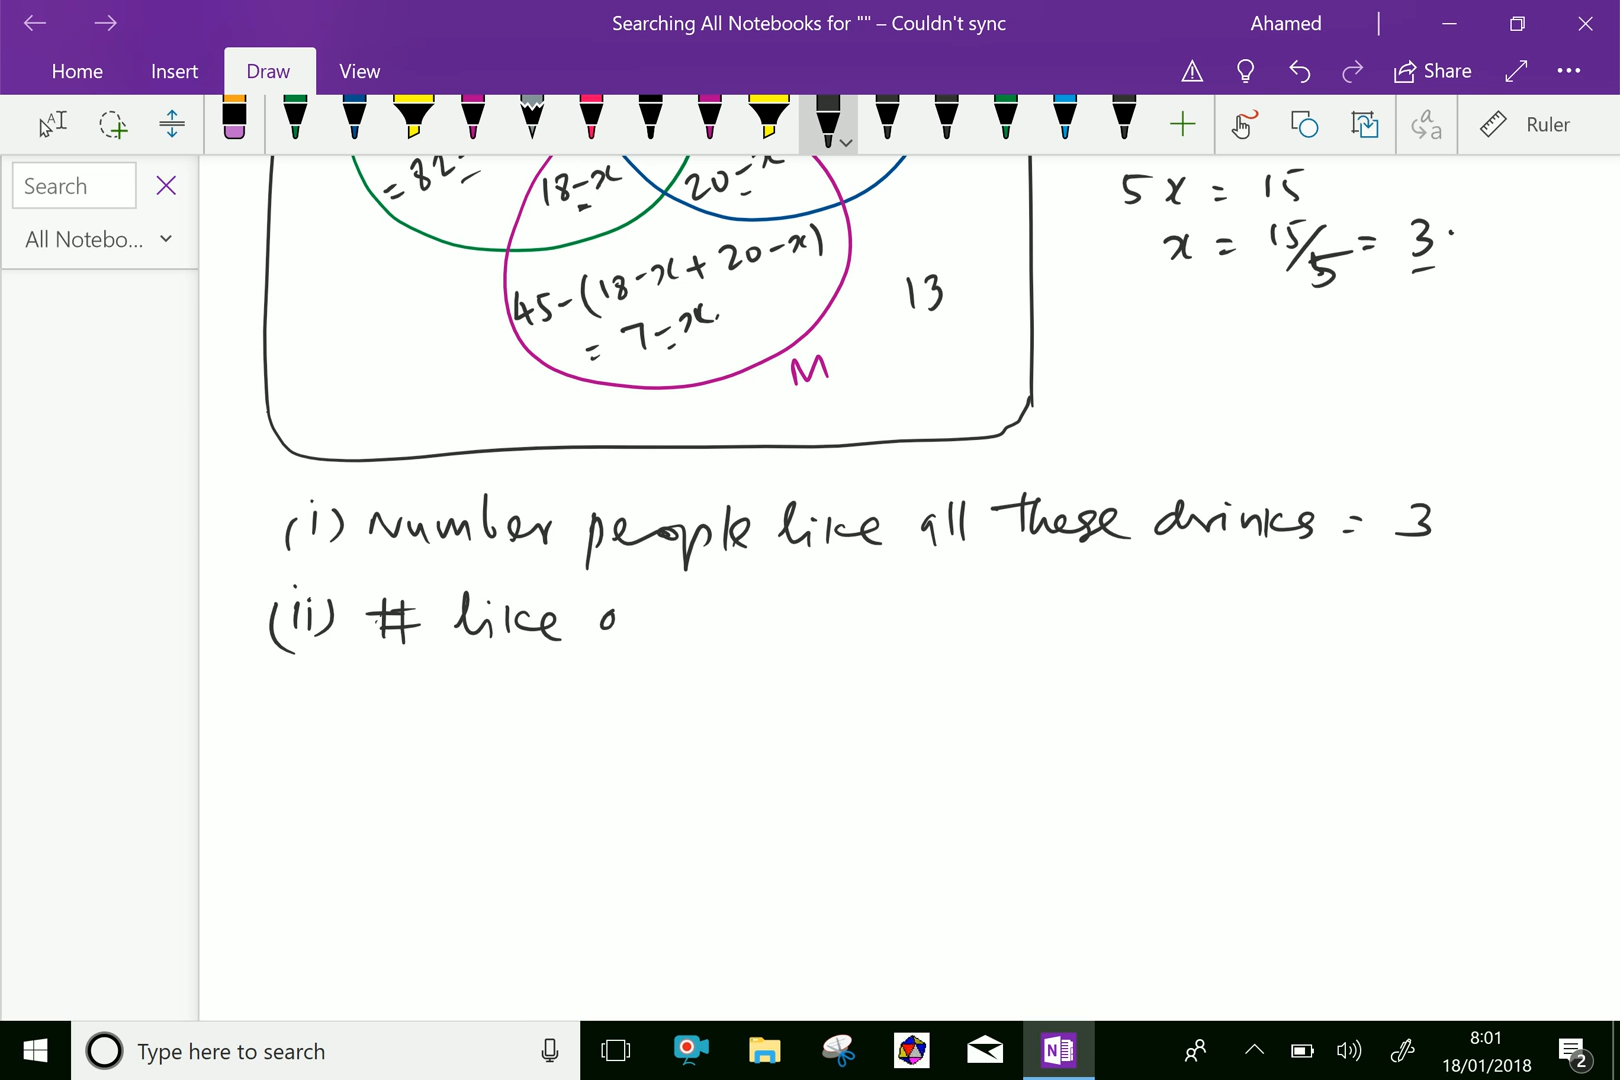 Searching All Notebooks for "" – Couldn't sync
Ahamed
Home Insert Draw View
Share
Ruler
Search
All Notebo...
= 82-
18-x
20-x
5x = 15
x = 15/5 = 3.
45-(18-x+20-x)
= 7-x.
13
M
(i) Number people like all these drinks = 3
(ii) # like o
Type here to search
8:01
18/01/2018
2